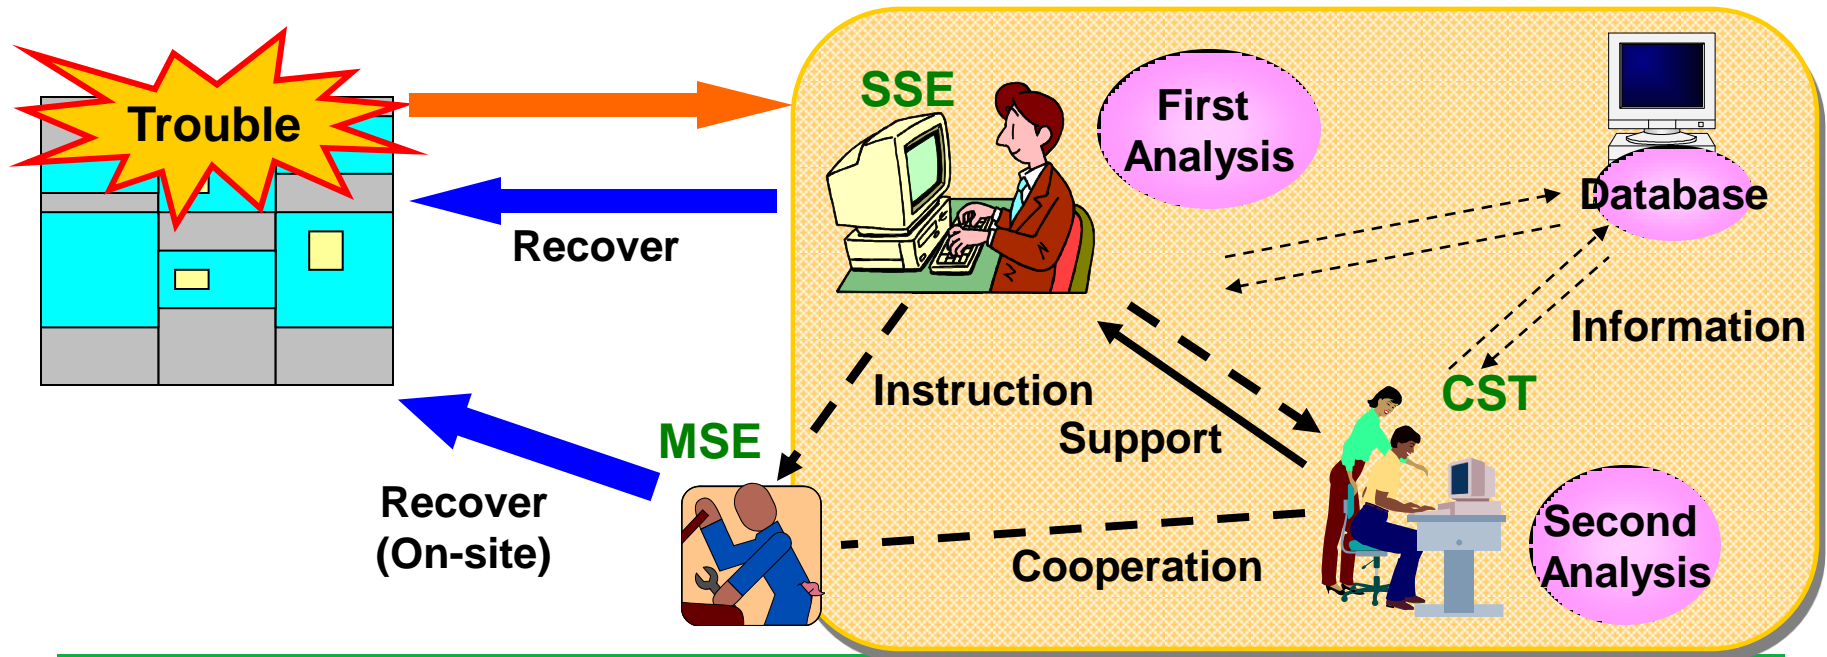 Trouble
SSE
First
Analysis
Database
Recover
Information
Instruction
CST
Support
MSE
Recover
(On-site)
Second
Analysis
Cooperation